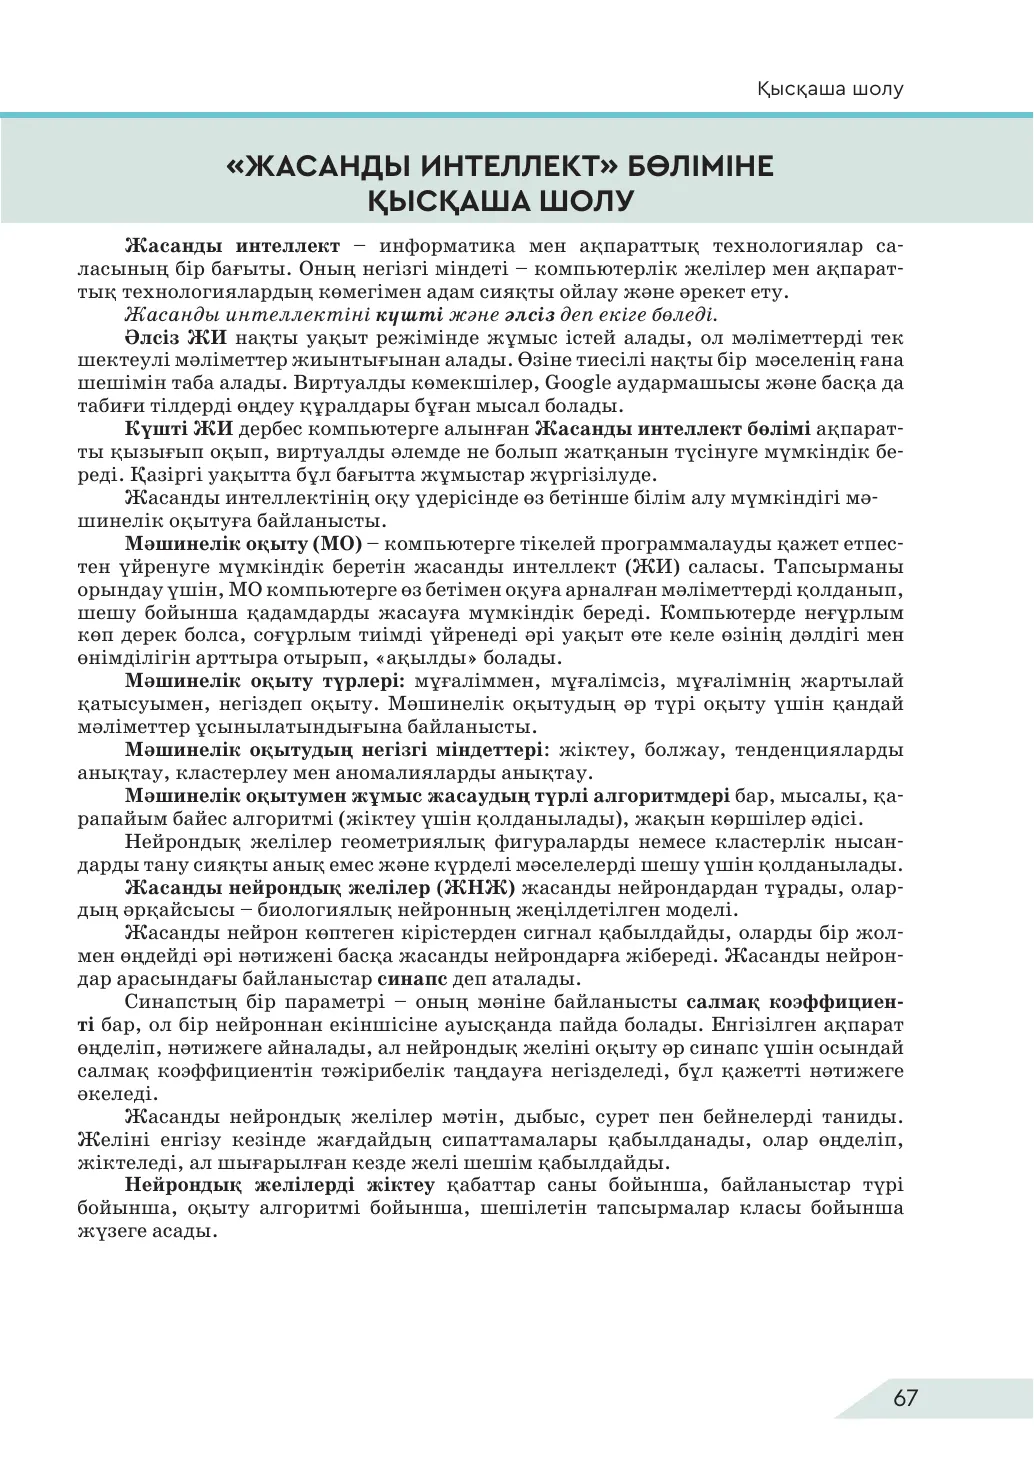 Қысқаша шолу
«ЖАСАНДЫ ИНТЕЛЛЕКТ» БӨЛІМІНЕ
ҚЫСҚАША ШОЛУ
Жасанды интеллект – информатика мен ақпараттық технологиялар са-
ласының бір бағыты. Оның негізгі міндеті – компьютерлік желілер мен ақпарат-
тық технологиялардың көмегімен адам сияқты ойлау және әрекет ету.
Жасанды интеллектіні күшті және әлсіз деп екіге бөледі.
Әлсіз ЖИ нақты уақыт режімінде жұмыс істей алады, ол мәліметтерді тек
шектеулі мәліметтер жиынтығынан алады. Өзіне тиесілі нақты бір мәселенің ғана
шешімін таба алады. Виртуалды көмекшілер, Google аудармашысы және басқа да
табиғи тілдерді өңдеу құралдары бұған мысал болады.
Күшті ЖИ дербес компьютерге алынған Жасанды интеллект бөлімі ақпарат-
ты қызығып оқып, виртуалды әлемде не болып жатқанын түсінуге мүмкіндік бе-
реді. Қазіргі уақытта бұл бағытта жұмыстар жүргізілуде.
Жасанды интеллектінің оқу үдерісінде өз бетінше білім алу мүмкіндігі мә-
шинелік оқытуға байланысты.
Мәшинелік оқыту (МО) – компьютерге тікелей программалауды қажет етпес-
тен үйренуге мүмкіндік беретін жасанды интеллект (ЖИ) саласы. Тапсырманы
орындау үшін, МО компьютерге өз бетімен оқуға арналған мәліметтерді қолданып,
шешу бойынша қадамдарды жасауға мүмкіндік береді. Компьютерде неғұрлым
көп дерек болса, соғұрлым тиімді үйренеді әрі уақыт өте келе өзінің дәлдігі мен
өнімділігін арттыра отырып, «ақылды» болады.
Мәшинелік оқыту түрлері: мұғаліммен, мұғалімсіз, мұғалімнің жартылай
қатысуымен, негіздеп оқыту. Мәшинелік оқытудың әр түрі оқыту үшін қандай
мәліметтер ұсынылатындығына байланысты.
Мәшинелік оқытудың негізгі міндеттері: жіктеу, болжау, тенденцияларды
анықтау, кластерлеу мен аномалияларды анықтау.
Мәшинелік оқытумен жұмыс жасаудың түрлі алгоритмдері бар, мысалы, қа-
рапайым байес алгоритмі (жіктеу үшін қолданылады), жақын көршілер әдісі.
Нейрондық желілер геометриялық фигураларды немесе кластерлік нысан-
дарды тану сияқты анық емес және күрделі мәселелерді шешу үшін қолданылады.
Жасанды нейрондық желілер (ЖНЖ) жасанды нейрондардан тұрады, олар-
дың әрқайсысы – биологиялық нейронның жеңілдетілген моделі.
Жасанды нейрон көптеген кірістерден сигнал қабылдайды, оларды бір жол-
мен өңдейді әрі нәтижені басқа жасанды нейрондарға жібереді. Жасанды нейрон-
дар арасындағы байланыстар синапс деп аталады.
Синапстың бір параметрі – оның мәніне байланысты салмақ коэффициен-
ті бар, ол бір нейроннан екіншісіне ауысқанда пайда болады. Енгізілген ақпарат
өңделіп, нәтижеге айналады, ал нейрондық желіні оқыту әр синапс үшін осындай
салмақ коэффициентін тәжірибелік таңдауға негізделеді, бұл қажетті нәтижеге
әкеледі.
Жасанды нейрондық желілер мәтін, дыбыс, сурет пен бейнелерді таниды.
Желіні енгізу кезінде жағдайдың сипаттамалары қабылданады, олар өңделіп,
жіктеледі, ал шығарылған кезде желі шешім қабылдайды.
Нейрондық желілерді жіктеу қабаттар саны бойынша, байланыстар түрі
бойынша, оқыту алгоритмі бойынша, шешілетін тапсырмалар класы бойынша
жүзеге асады.
67